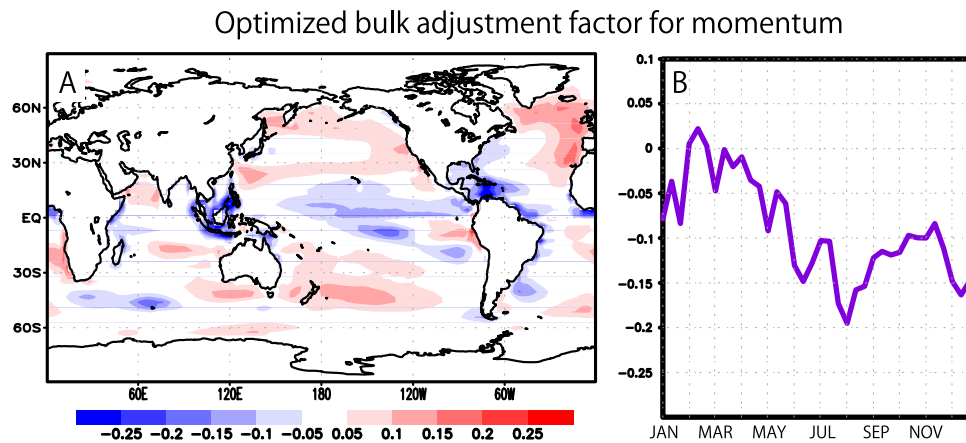 Optimized bulk adjustment factor for momentum
A
60N
30N
EQ
30S
60S
60E 120E 180 120W 60W
-0.25 -0.2 -0.15 -0.1 -0.05 0.05 0.1 0.15 0.2 0.25
B
0.1
0.05
0
-0.05
-0.1
-0.15
-0.2
-0.25
JAN MAR MAY JUL SEP NOV